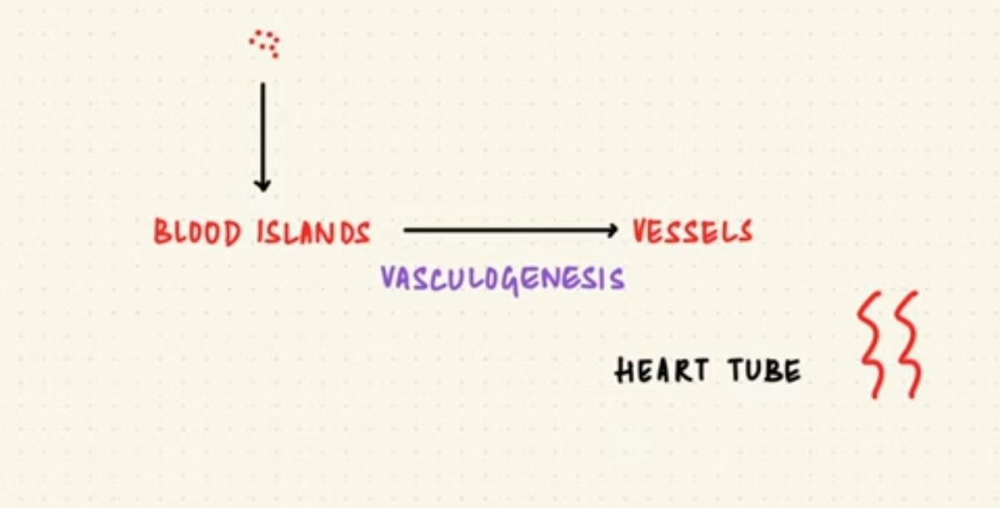 BLOOD ISLANDS
VESSELS
VASCULOGENESIS
HEART TUBE